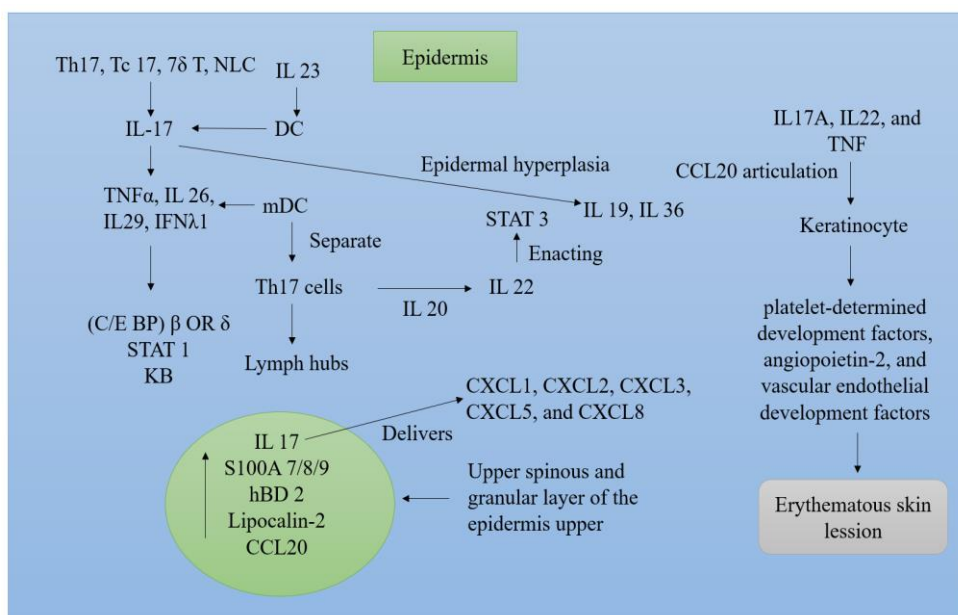 Epidermis
Th17, Tc 17, 7δ T, NLC
IL 23
IL-17
DC
Epidermal hyperplasia
TNFα, IL 26,
IL29, IFNλ1
mDC
Separate
STAT 3
IL 19, IL 36
Enacting
Th17 cells
IL 20
IL 22
(C/E BP) β OR δ
STAT 1
KB
Lymph hubs
CXCL1, CXCL2, CXCL3,
CXCL5, and CXCL8
Delivers
IL 17
S100A 7/8/9
hBD 2
Lipocalin-2
CCL20
Upper spinous and
granular layer of the
epidermis upper
IL17A, IL22, and
TNF
CCL20 articulation
Keratinocyte
platelet-determined
development factors,
angiopoietin-2, and
vascular endothelial
development factors
Erythematous skin
lession